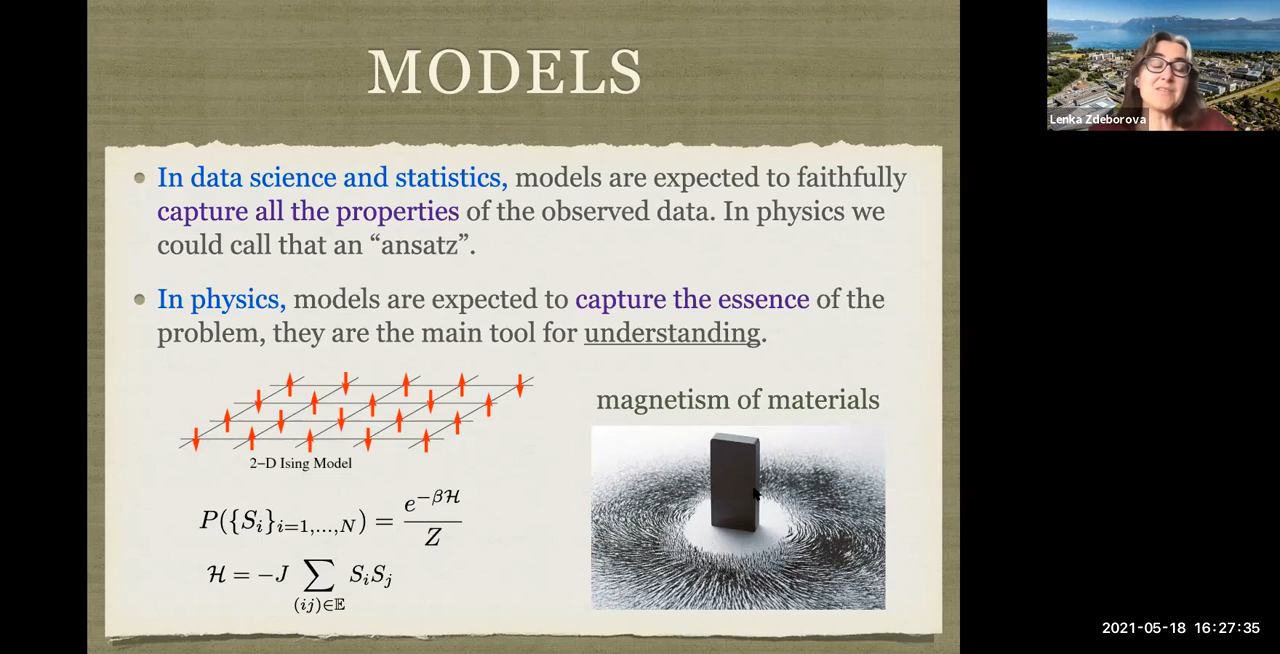 MODELS
In data science and statistics, models are expected to faithfully
capture all the properties of the observed data. In physics we
could call that an “ansatz”.
In physics, models are expected to capture the essence of the
problem, they are the main tool for understanding.
2–D Ising Model
P({S_i}_{i=1,...,N}) = e^{-βℋ} / Z
ℋ = -J ∑_{(ij)∈𝔼} S_i S_j
magnetism of materials
Lenka Zdeborova
2021-05-18 16:27:35